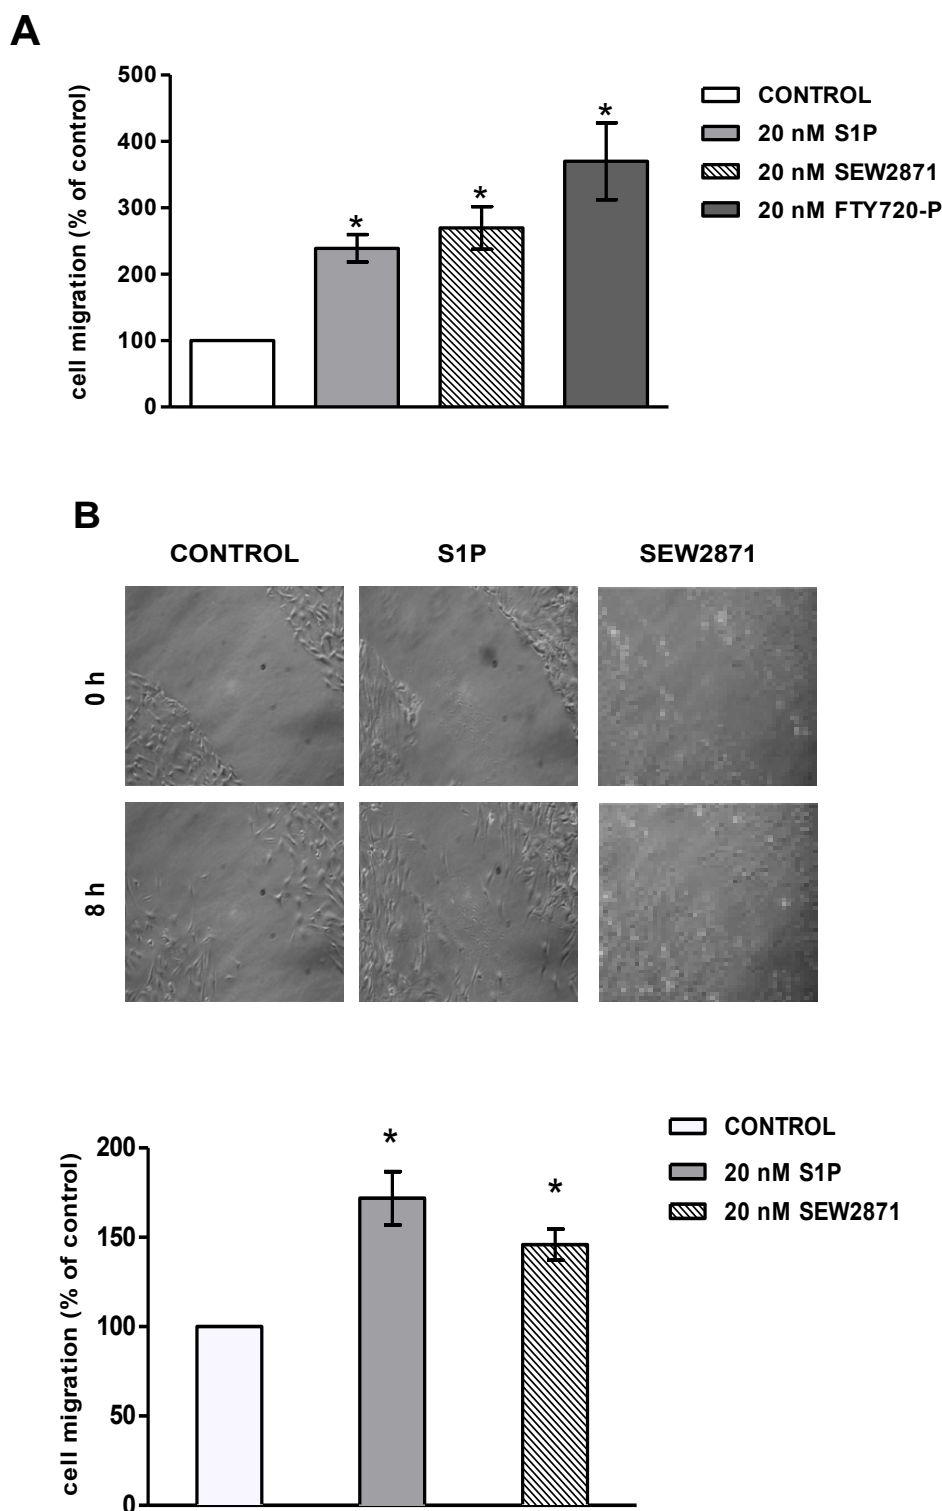 A
cell migration (% of control)
500
400
300
200
100
0
*
*
*
CONTROL
20 nM S1P
20 nM SEW2871
20 nM FTY720-P
B
CONTROL S1P SEW2871
0 h
8 h
cell migration (% of control)
200
150
100
50
0
*
*
CONTROL
20 nM S1P
20 nM SEW2871